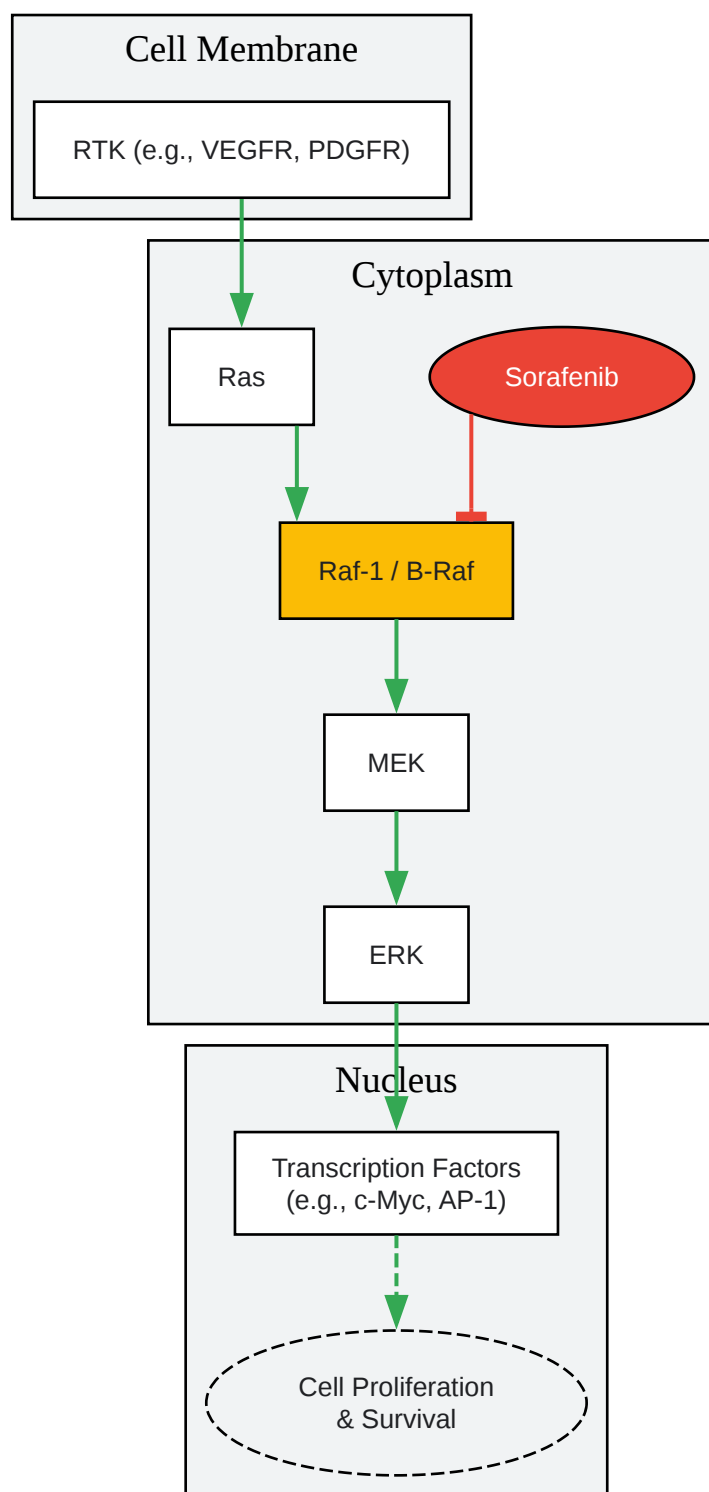 Cell Membrane
RTK (e.g., VEGFR, PDGFR)
Cytoplasm
Ras
Sorafenib
Raf-1 / B-Raf
MEK
ERK
Nucleus
Transcription Factors
(e.g., c-Myc, AP-1)
Cell Proliferation
& Survival